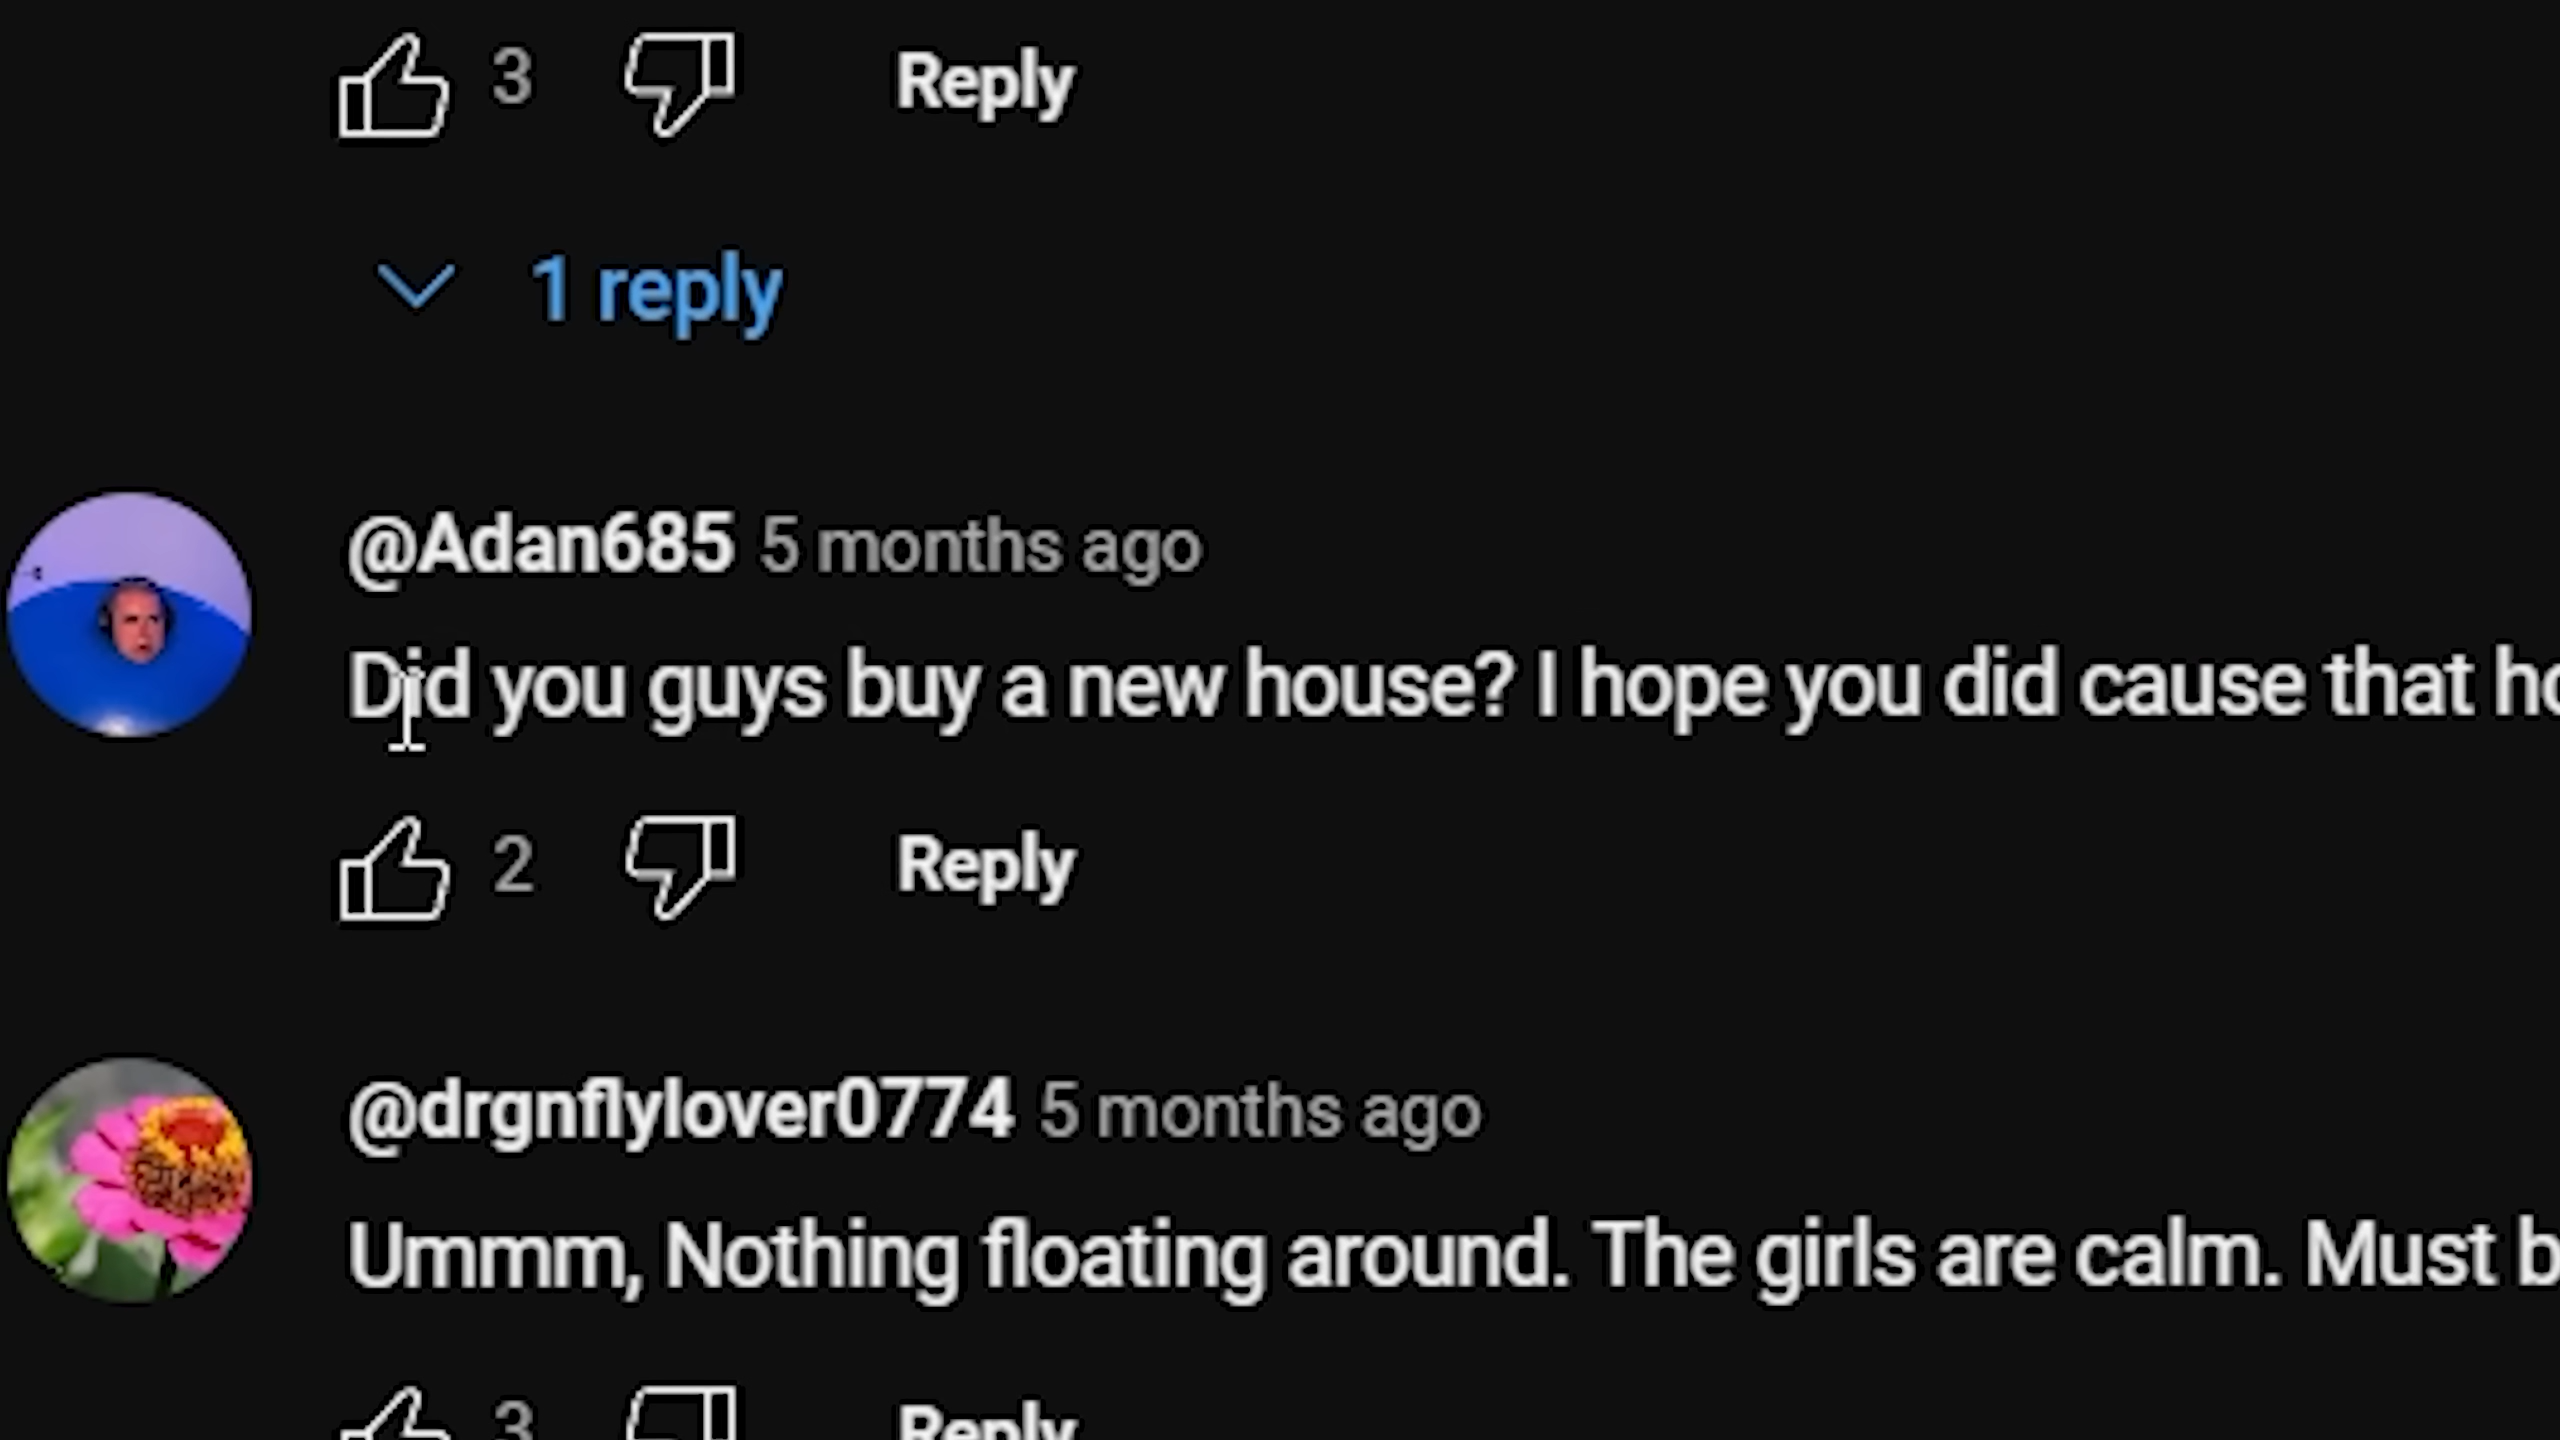 3 Reply
1 reply
@Adan685 5 months ago
Did you guys buy a new house? I hope you did cause that
2 Reply
@drgnflylover0774 5 months ago
Ummm, Nothing floating around. The girls are calm. Must
3 Reply